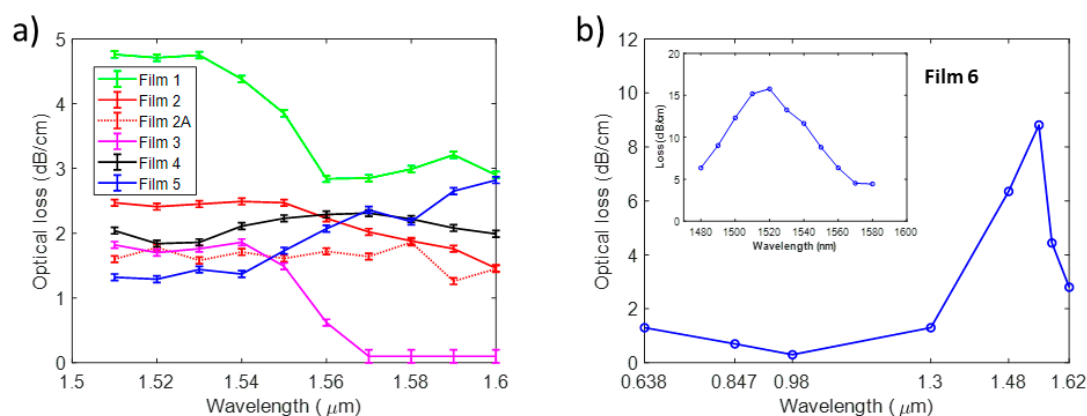 a)
5
4
3
2
1
0
Optical loss (dB/cm)
Film 1
Film 2
Film 2A
Film 3
Film 4
Film 5
1.5
1.52
1.54
1.56
1.58
1.6
Wavelength ( μm)
b)
12
10
8
6
4
2
0
Optical loss (dB/cm)
Film 6
20
15
10
5
0
Loss(dB/cm)
1480
1500
1520
1540
1560
1580
1600
Wavelength (nm)
0.638
0.847
0.98
1.3
1.48
1.62
Wavelength ( μm)